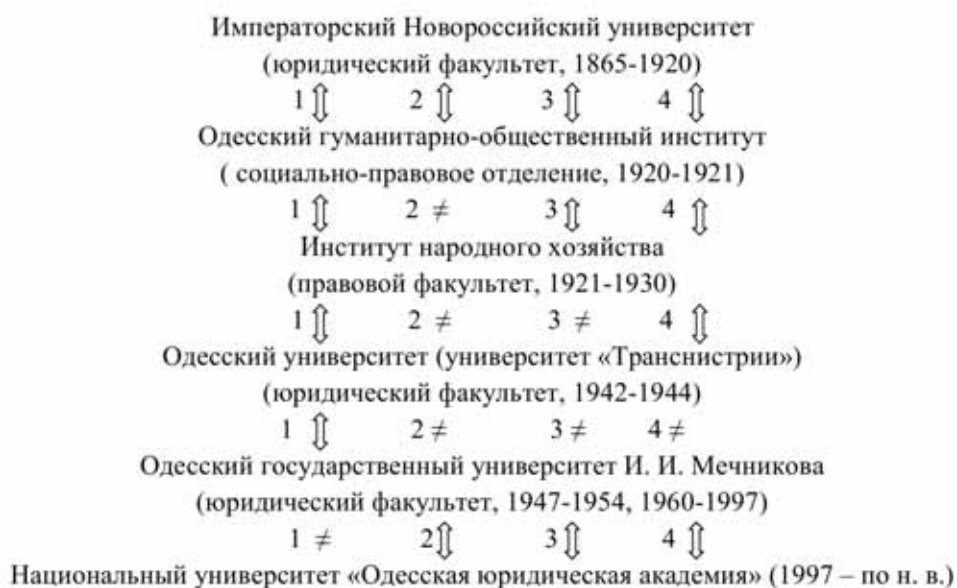 Императорский Новороссийский университет
(юридический факультет, 1865-1920)
1 ⇕ 2 ⇕ 3 ⇕ 4 ⇕
Одесский гуманитарно-общественный институт
( социально-правовое отделение, 1920-1921)
1 ⇕ 2 ≠ 3 ⇕ 4 ⇕
Институт народного хозяйства
(правовой факультет, 1921-1930)
1 ⇕ 2 ≠ 3 ≠ 4 ⇕
Одесский университет (университет «Транснистрии»)
(юридический факультет, 1942-1944)
1 ⇕ 2 ≠ 3 ≠ 4 ≠
Одесский государственный университет И. И. Мечникова
(юридический факультет, 1947-1954, 1960-1997)
1 ≠ 2 ⇕ 3 ⇕ 4 ⇕
Национальный университет «Одесская юридическая академия» (1997 – по н. в.)